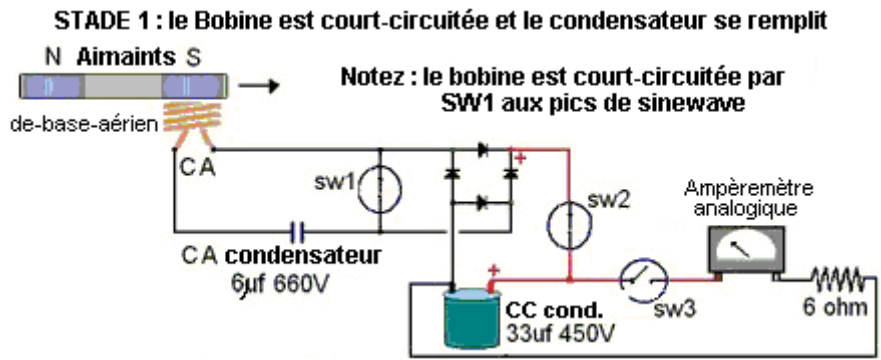 STADE 1 : le Bobine est court-circuitée et le condensateur se remplit
N Aimaints S
Notez : le bobine est court-circuitée par
SW1 aux pics de sinewave
de-base-aérien
CA
sw1
+
sw2
Ampèremètre
analogique
CA condensateur
6µf 660V
+
CC cond.
33uf 450V
sw3
6 ohm